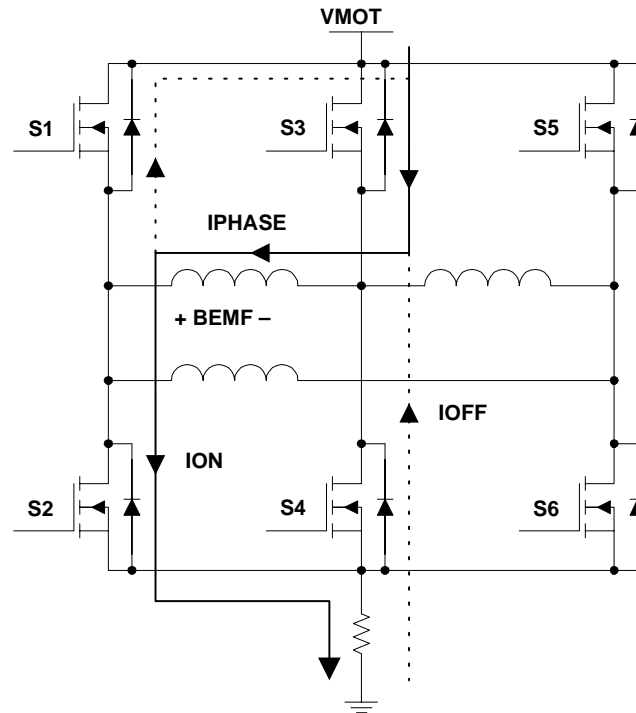 VMOT
S1
S3
S5
IPHASE
+ BEMF –
IOFF
ION
S2
S4
S6